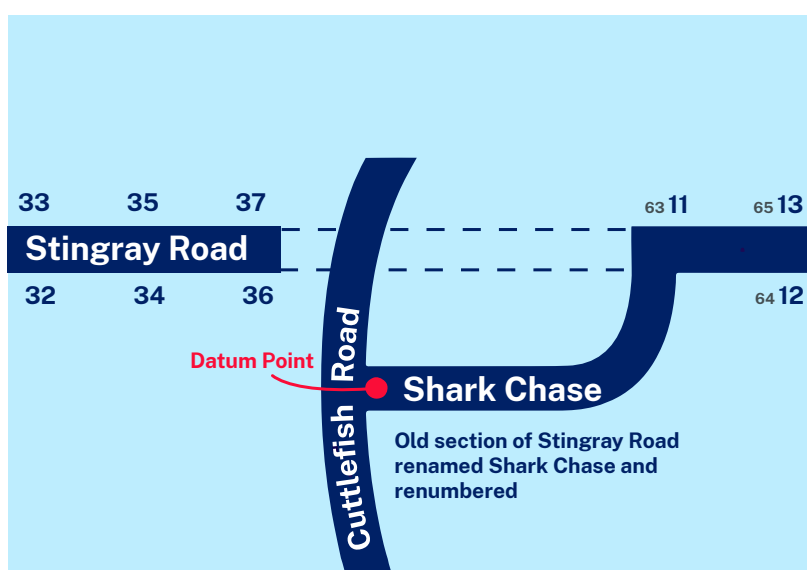 33 35 37
63 11 65 13
Stingray Road
32 34 36
64 12
Cuttlefish Road
Datum Point
Shark Chase
Old section of Stingray Road
renamed Shark Chase and
renumbered